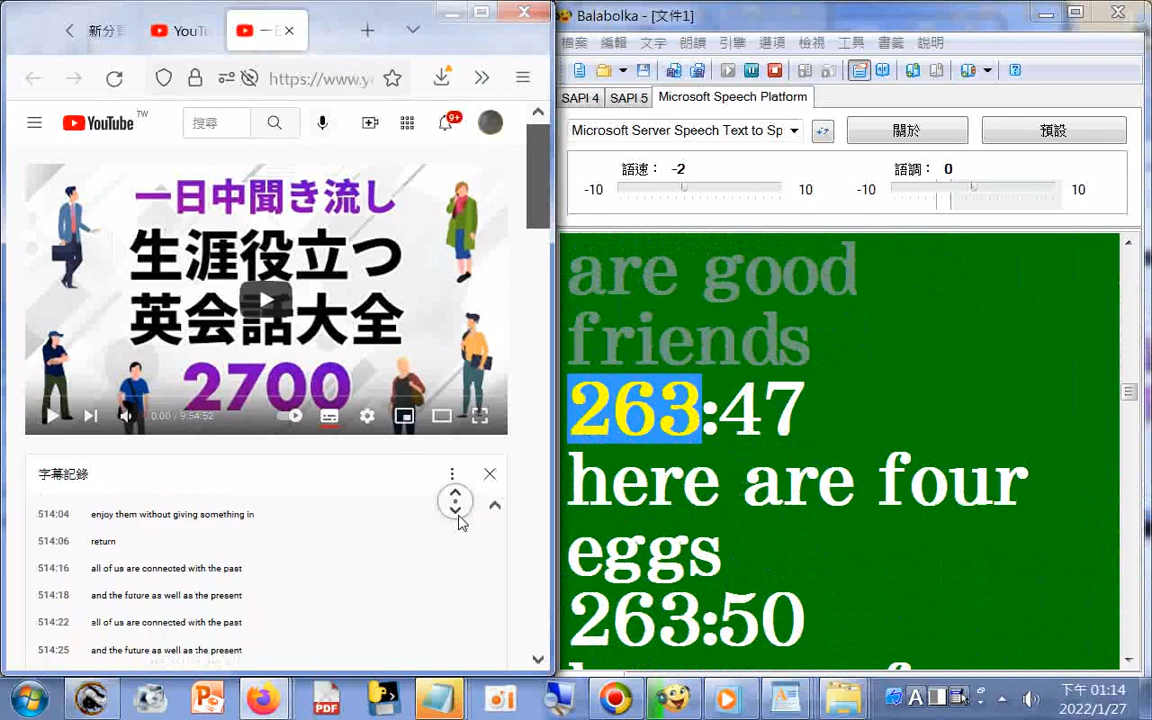 新分
YouTu
一 E
https://www.y
YouTube TW
搜尋
9+
一日中聞き流し
生涯役立つ
英会話大全
2700
0:00 / 9:54:52
字幕記錄
514:04 enjoy them without giving something in
514:06 return
514:16 all of us are connected with the past
514:18 and the future as well as the present
514:22 all of us are connected with the past
514:25 and the future as well as the present
Balabolka - [文件1]
檔案 編輯 文字 朗讀 引擎 選項 檢視 工具 書籤 說明
SAPI 4 SAPI 5 Microsoft Speech Platform
Microsoft Server Speech Text to Sp
關於
預設
語速： -2
-10 10
語調： 0
-10 10
are good
friends
263:47
here are four
eggs
263:50
PDF
A
下午 01:14
2022/1/27